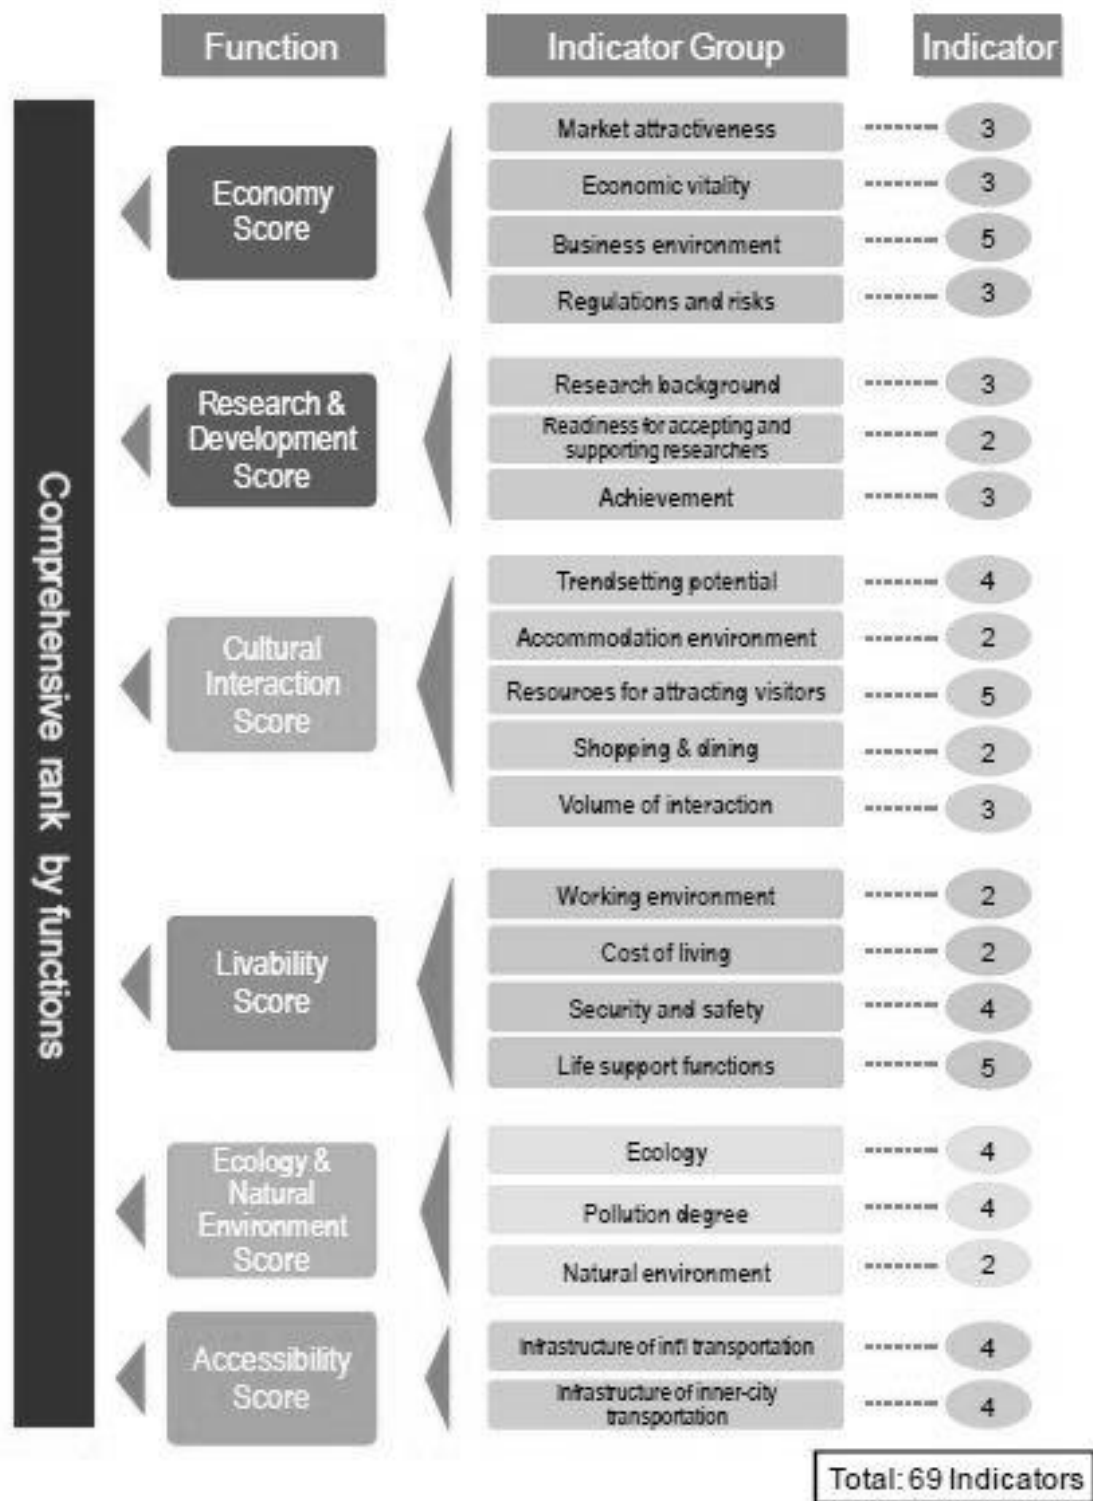 Function
Indicator Group
Indicator
Comprehensive rank by functions
Economy
Score
Market attractiveness
3
Economic vitality
3
Business environment
5
Regulations and risks
3
Research &
Development
Score
Research background
3
Readiness for accepting and
supporting researchers
2
Achievement
3
Cultural
Interaction
Score
Trendsetting potential
4
Accommodation environment
2
Resources for attracting visitors
5
Shopping & dining
2
Volume of interaction
3
Livability
Score
Working environment
2
Cost of living
2
Security and safety
4
Life support functions
5
Ecology &
Natural
Environment
Score
Ecology
4
Pollution degree
4
Natural environment
2
Accessibility
Score
Infrastructure of int'l transportation
4
Infrastructure of inner-city
transportation
4
Total: 69 Indicators